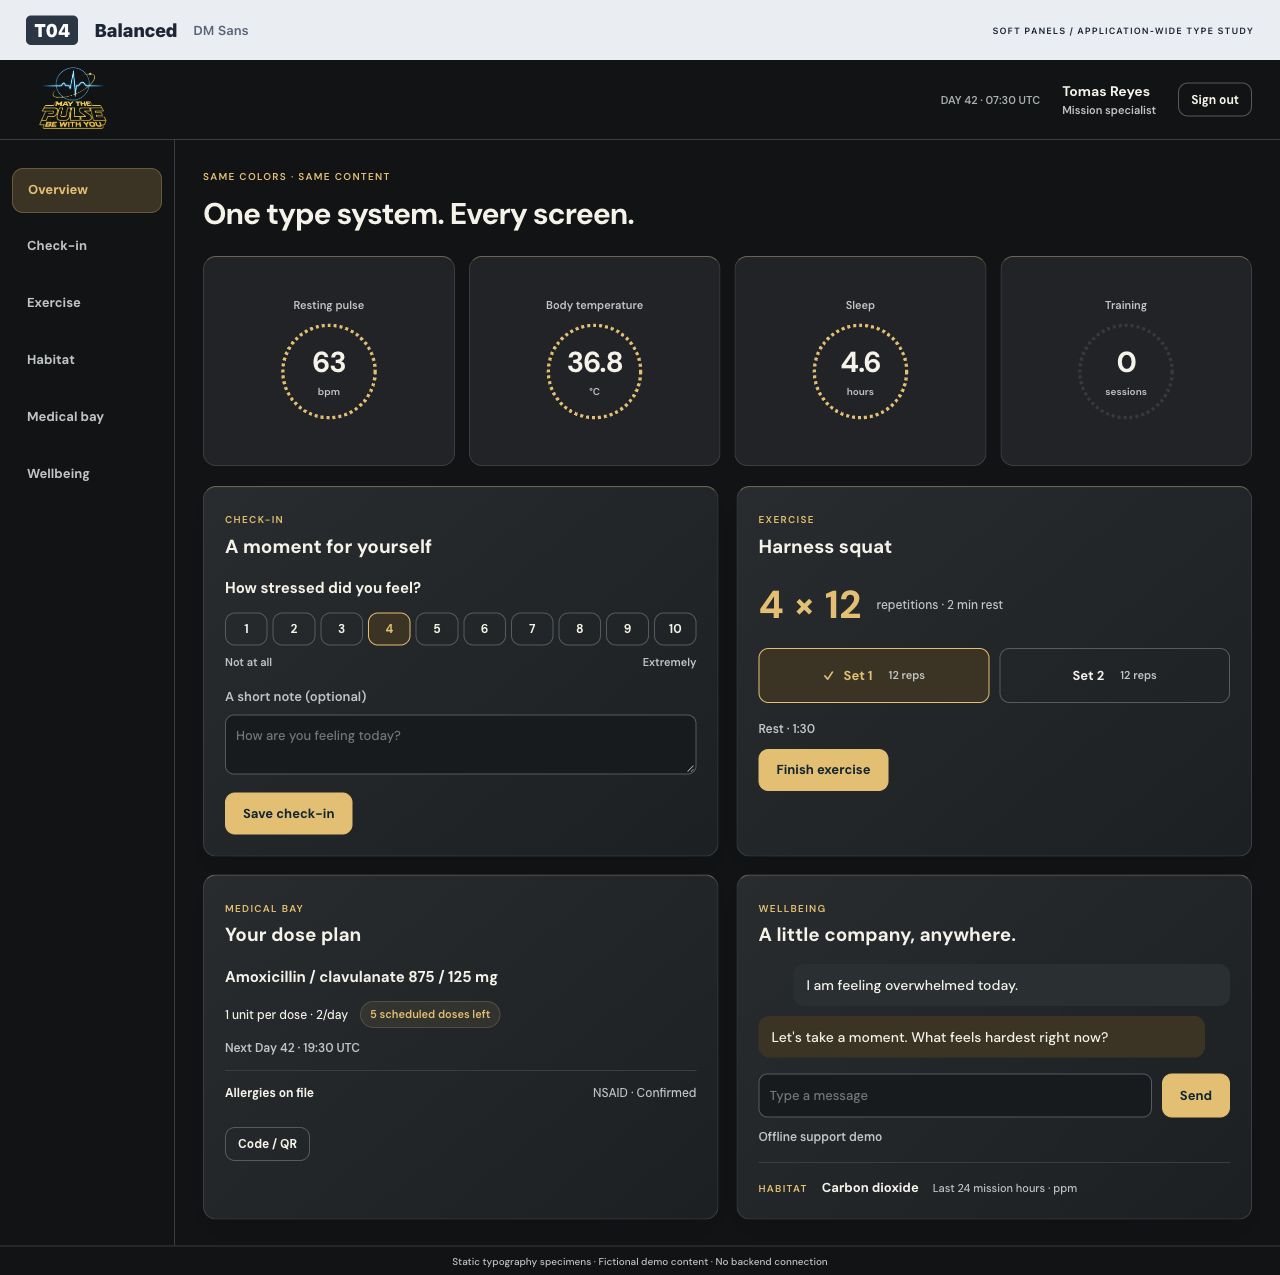 T04 Balanced DM Sans
SOFT PANELS / APPLICATION-WIDE TYPE STUDY
MAY THE
PULSE
BE WITH YOU
DAY 42 · 07:30 UTC
Tomas Reyes
Mission specialist
Sign out
Overview
Check-in
Exercise
Habitat
Medical bay
Wellbeing
SAME COLORS · SAME CONTENT
One type system. Every screen.
Resting pulse
63
bpm
Body temperature
36.8
°C
Sleep
4.6
hours
Training
0
sessions
CHECK-IN
A moment for yourself
How stressed did you feel?
1 2 3 4 5 6 7 8 9 10
Not at all Extremely
A short note (optional)
How are you feeling today?
Save check-in
EXERCISE
Harness squat
4 × 12 repetitions · 2 min rest
✓ Set 1 12 reps
Set 2 12 reps
Rest · 1:30
Finish exercise
MEDICAL BAY
Your dose plan
Amoxicillin / clavulanate 875 / 125 mg
1 unit per dose · 2/day 5 scheduled doses left
Next Day 42 · 19:30 UTC
Allergies on file NSAID · Confirmed
Code / QR
WELLBEING
A little company, anywhere.
I am feeling overwhelmed today.
Let's take a moment. What feels hardest right now?
Type a message Send
Offline support demo
HABITAT Carbon dioxide Last 24 mission hours · ppm
Static typography specimens · Fictional demo content · No backend connection